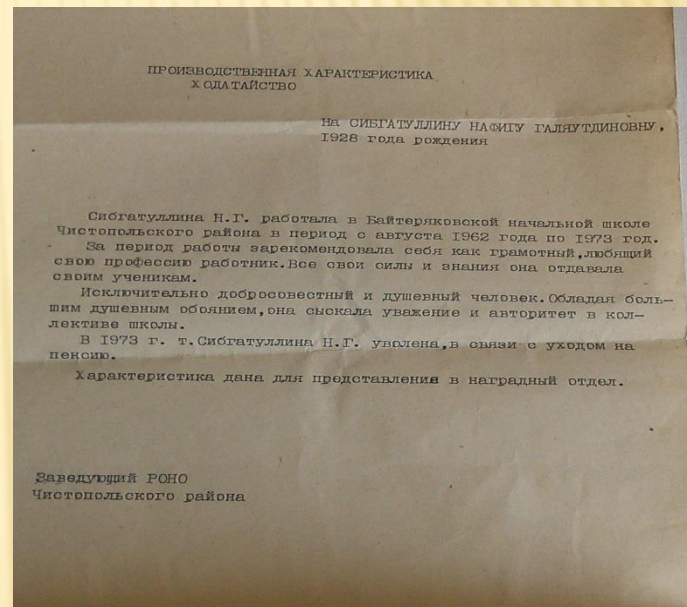 ПРОИЗВОДСТВЕННАЯ ХАРАКТЕРИСТИКА
ХОДАТАЙСТВО
На СИБГАТУЛЛИНУ НАФИГУ ГАЛЯУТДИНОВНУ,
1928 года рождения
Сибгатуллина Н.Г. работала в Байтеряковской начальной школе
Чистопольского района в период с августа 1962 года по 1973 год.
За период работы зарекомендовала себя как грамотный,любящий
свою профессию работник.Все свои силы и знания она отдавала
своим ученикам.
Исключительно добросовестный и душевный человек.Обладая боль-
шим душевным обоянием,она сыскала уважение и авторитет в кол-
лективе школы.
В 1973 г. т.Сибгатуллина Н.Г. уволена,в связи с уходом на
пенсию.
Характеристика дана для представления в наградный отдел.
Заведующий РОНО
Чистопольского района